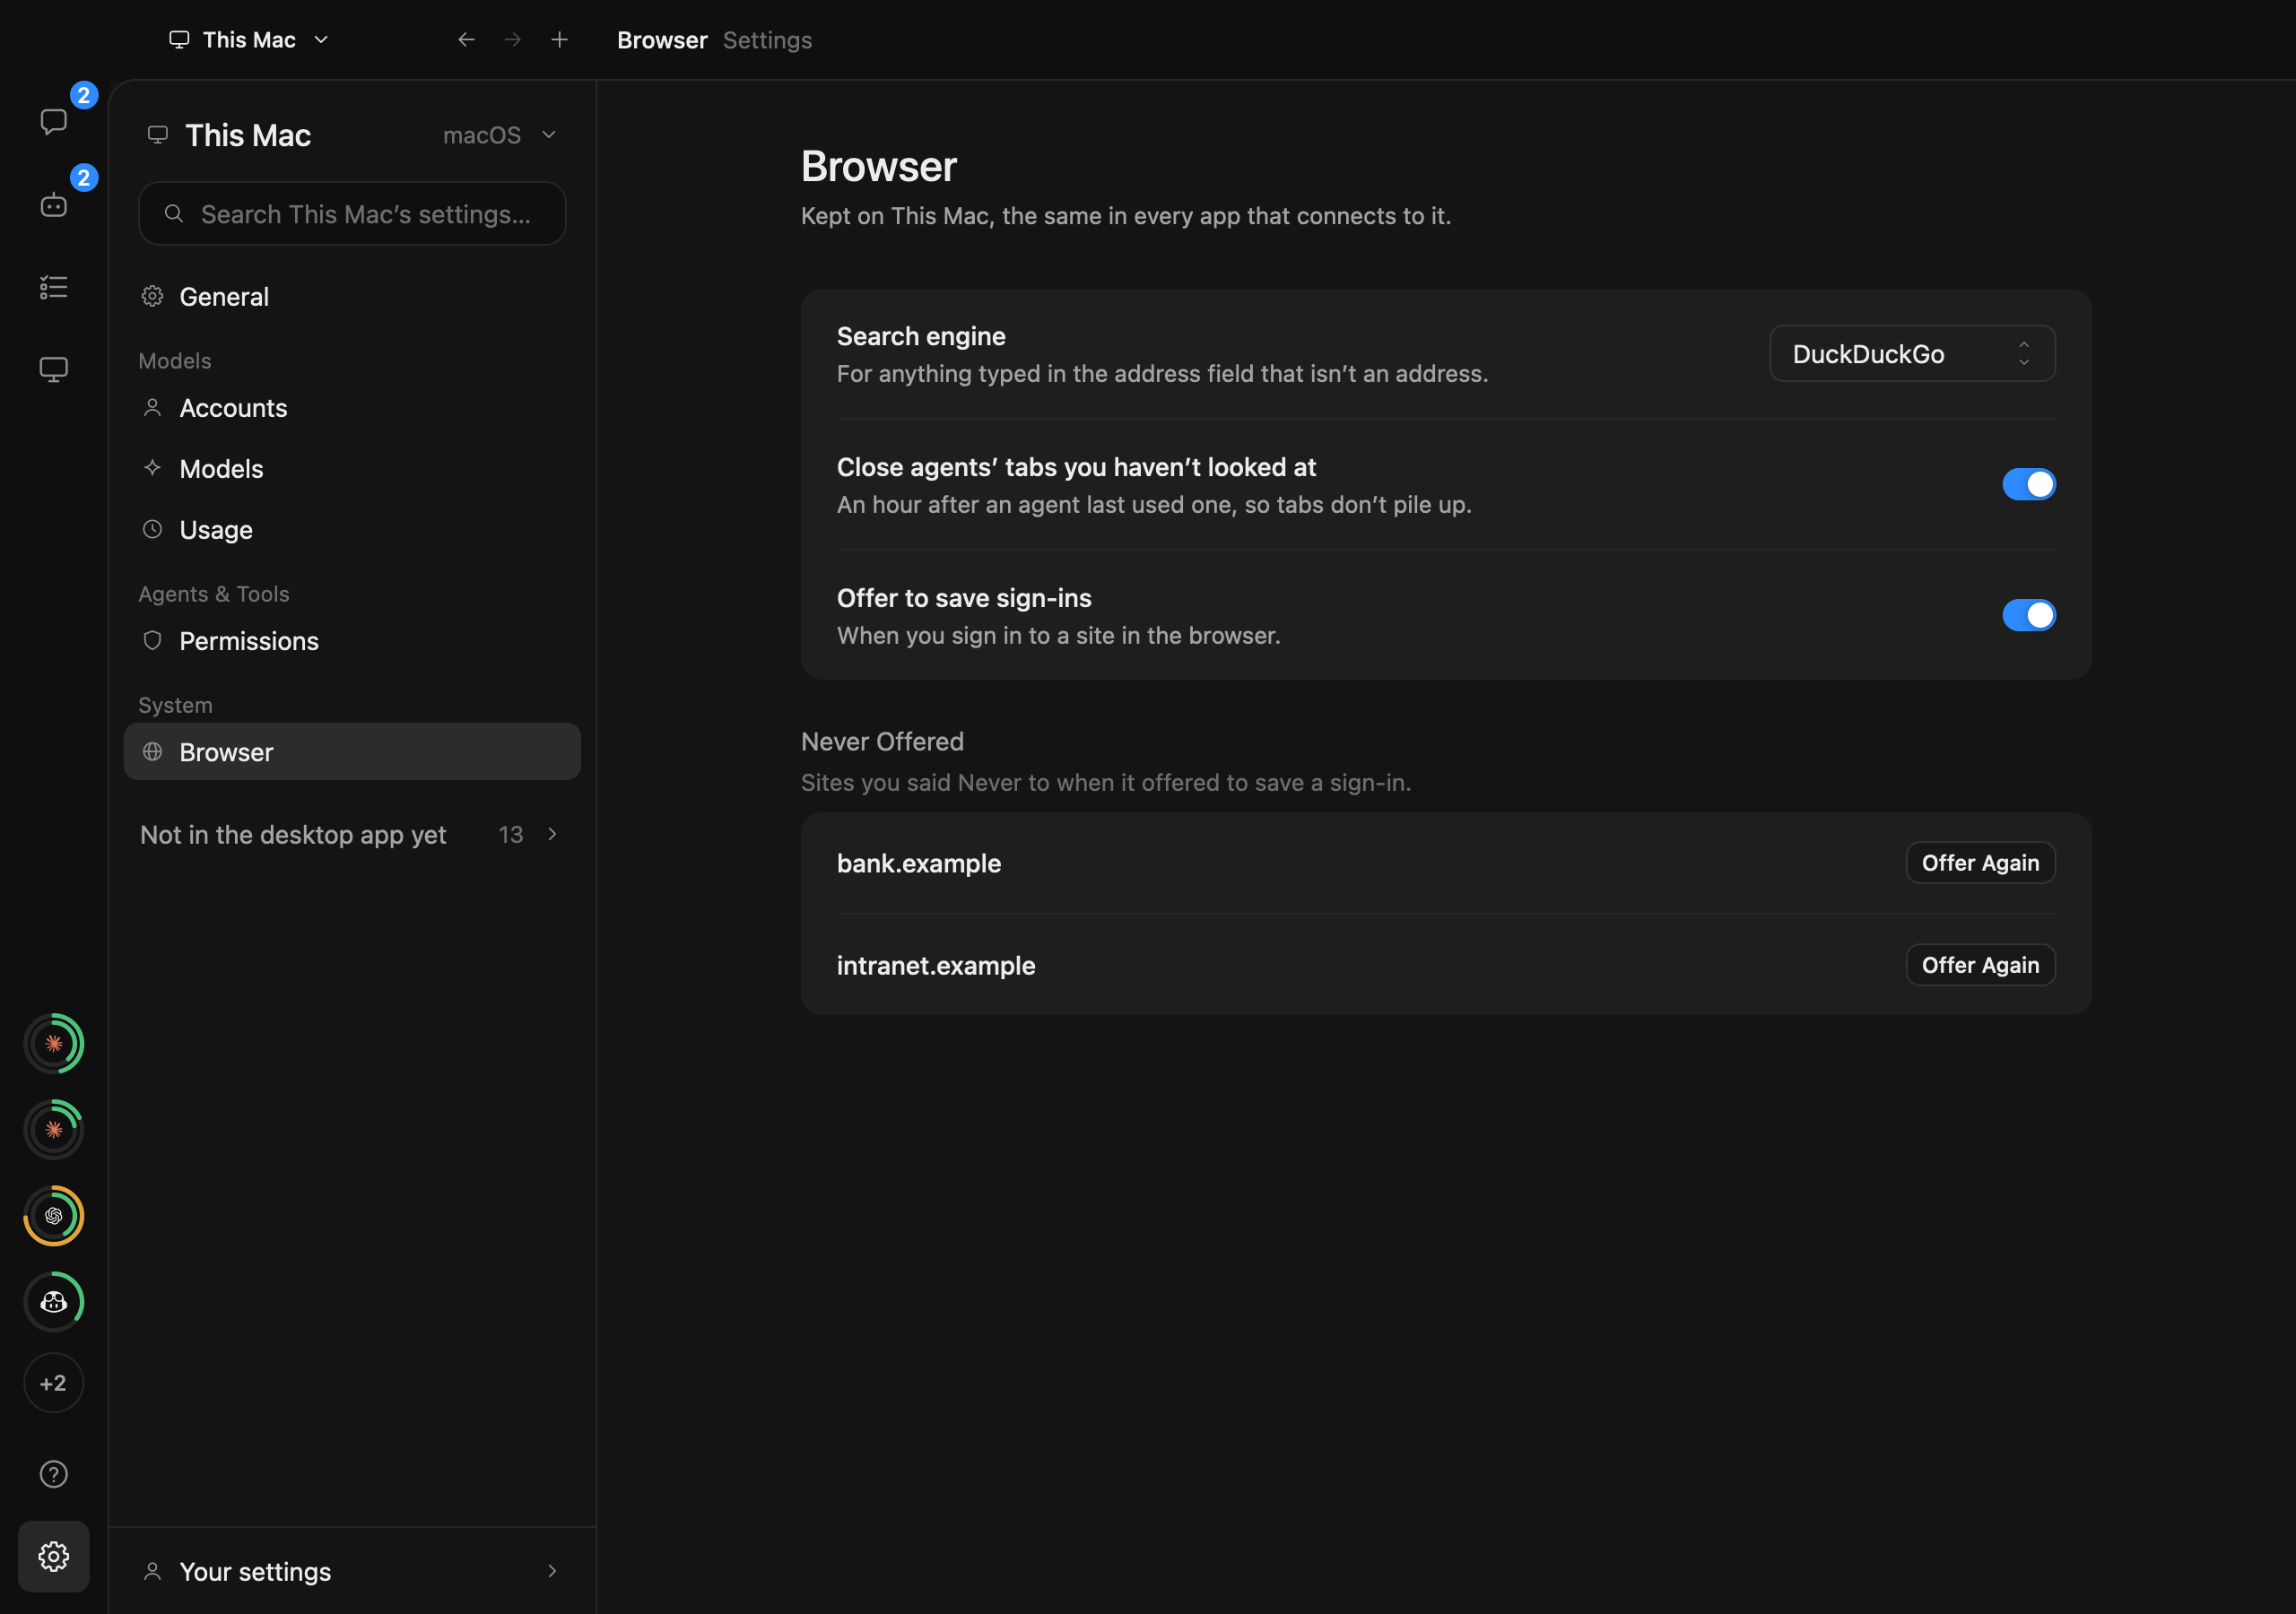 This Mac
Browser Settings
2
2
This Mac macOS
Search This Mac’s settings...
General
Models
Accounts
Models
Usage
Agents & Tools
Permissions
System
Browser
Not in the desktop app yet 13
+2
Your settings
Browser
Kept on This Mac, the same in every app that connects to it.
Search engine
For anything typed in the address field that isn’t an address.
DuckDuckGo
Close agents’ tabs you haven’t looked at
An hour after an agent last used one, so tabs don’t pile up.
Offer to save sign-ins
When you sign in to a site in the browser.
Never Offered
Sites you said Never to when it offered to save a sign-in.
bank.example
Offer Again
intranet.example
Offer Again